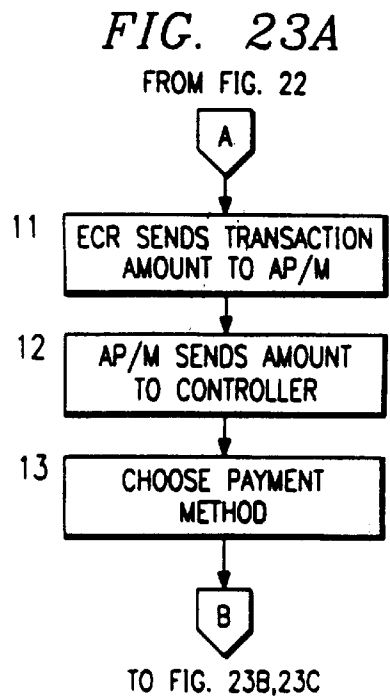 FIG. 23A
FROM FIG. 22
A
11 ECR SENDS TRANSACTION
AMOUNT TO AP/M
12 AP/M SENDS AMOUNT
TO CONTROLLER
13 CHOOSE PAYMENT
METHOD
B
TO FIG. 23B,23C